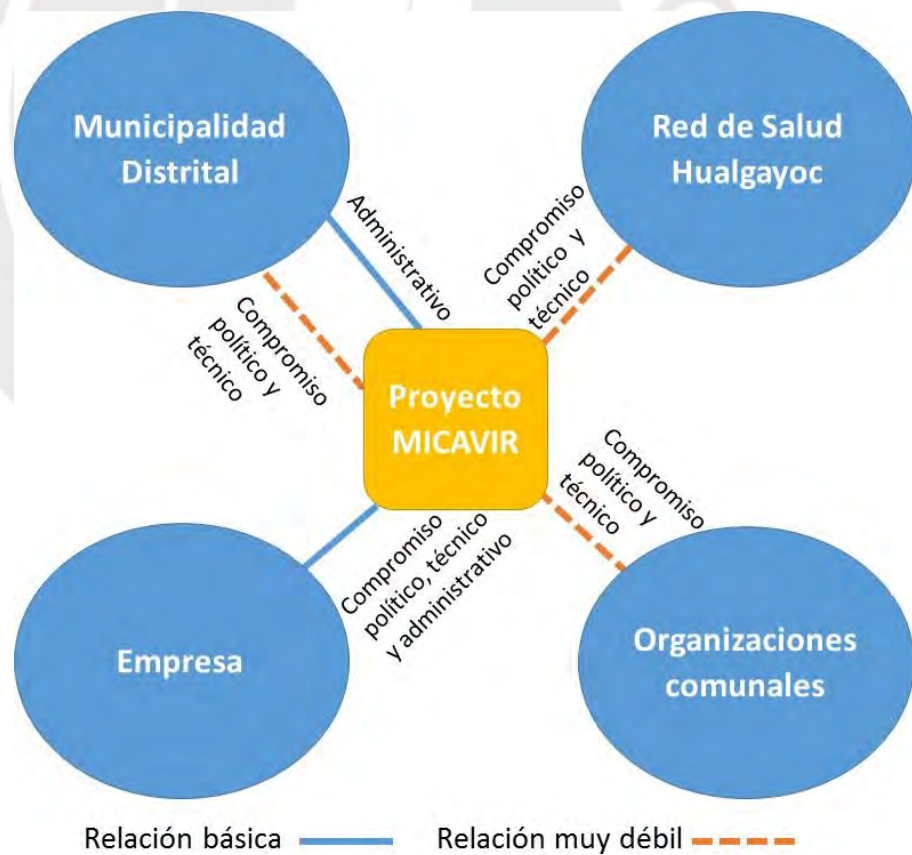 Municipalidad
Distrital
Red de Salud
Hualgayoc
Administrativo
Compromiso
político y
técnico
Compromiso
político y
técnico
Proyecto
MICAVIR
Compromiso
político, técnico
y administrativo
Compromiso
político y
técnico
Empresa
Organizaciones
comunales
Relación básica
Relación muy débil